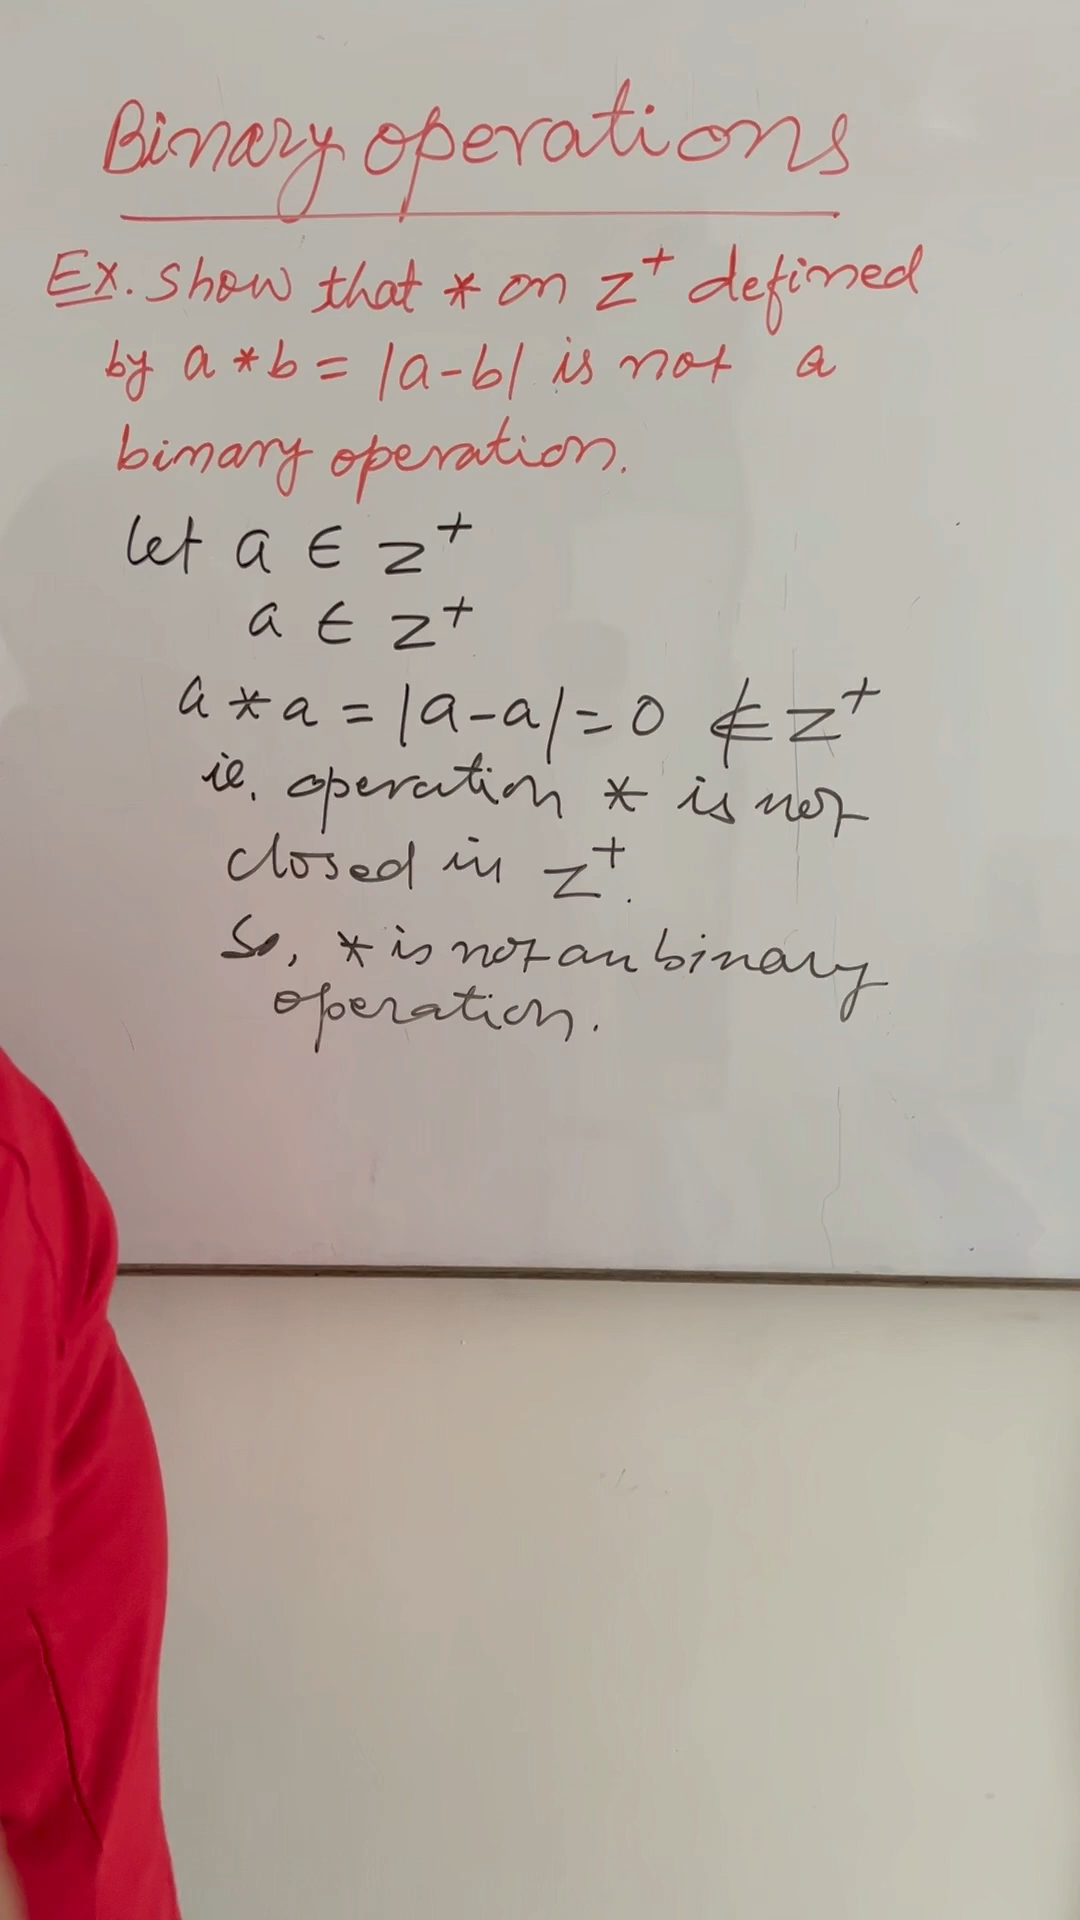 Binary operations
Ex. Show that * on z⁺ defined
by a * b = |a-b| is not a
binary operation.
let a ∈ z⁺
a ∈ z⁺
a * a = |a-a| = 0 ∉ z⁺
ie. operation * is not
closed in z⁺.
So, * is not an binary
operation.